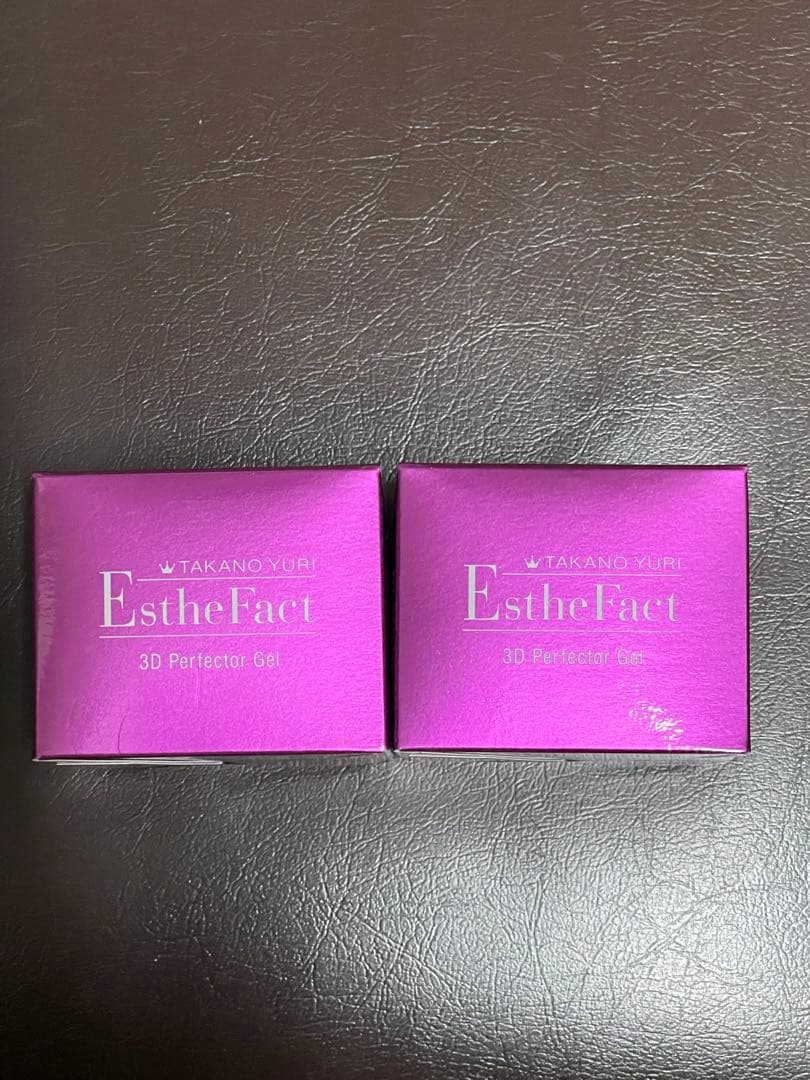 TAKANO YURI
EstheFact
3D Perfector Gel
TAKANO YURI
EstheFact
3D Perfector Gel